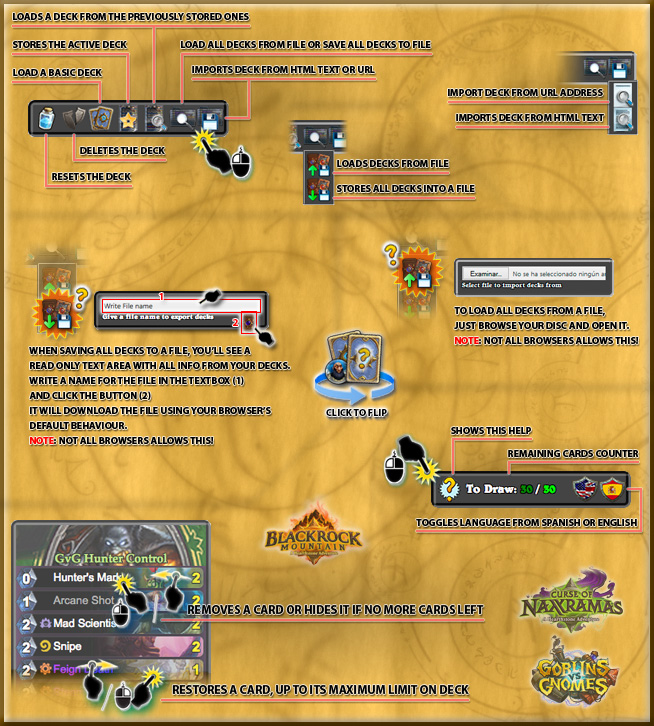 LOADS A DECK FROM THE PREVIOUSLY STORED ONES
STORES THE ACTIVE DECK
LOAD ALL DECKS FROM FILE OR SAVE ALL DECKS TO FILE
LOAD A BASIC DECK
IMPORTS DECK FROM HTML TEXT OR URL
IMPORT DECK FROM URL ADDRESS
IMPORTS DECK FROM HTML TEXT
DELETES THE DECK
RESETS THE DECK
LOADS DECKS FROM FILE
STORES ALL DECKS INTO A FILE
1
Write File name
Give a file name to export decks
2
Examinar...
No se ha seleccionado ningún
Select file to import decks from
TO LOAD ALL DECKS FROM A FILE,
JUST BROWSE YOUR DISC AND OPEN IT.
NOTE: NOT ALL BROWSERS ALLOWS THIS!
WHEN SAVING ALL DECKS TO A FILE, YOU'LL SEE A
READ ONLY TEXT AREA WITH ALL INFO FROM YOUR DECKS.
WRITE A NAME FOR THE FILE IN THE TEXTBOX (1)
AND CLICK THE BUTTON (2)
IT WILL DOWNLOAD THE FILE USING YOUR BROWSER'S
DEFAULT BEHAVIOUR.
NOTE: NOT ALL BROWSERS ALLOWS THIS!
CLICK TO FLIP
SHOWS THIS HELP
REMAINING CARDS COUNTER
To Draw: 30 / 30
TOGGLES LANGUAGE FROM SPANISH OR ENGLISH
BLACKROCK
MOUNTAIN
A Hearthstone Adventure
GvG Hunter Control
0 Hunter's Mark 2
1 Arcane Shot 2
2 Mad Scientist 2
2 Snipe 2
2 Feign 1
REMOVES A CARD OR HIDES IT IF NO MORE CARDS LEFT
RESTORES A CARD, UP TO ITS MAXIMUM LIMIT ON DECK
CURSE OF
NAXXRAMAS
A Hearthstone Adventure
GOBLINS
VS
GNOMES